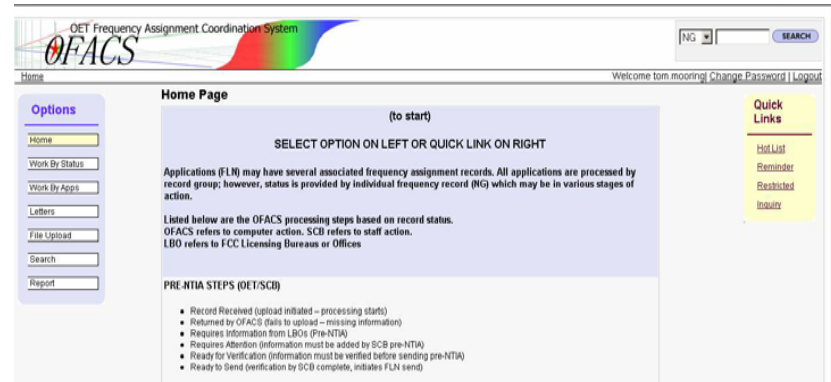 OET Frequency Assignment Coordination System
OFACS
NG
SEARCH
Home
Welcome tom mooring| Change Password | Logout
Options
Home
Work By Status
Work By Apps
Letters
File Upload
Search
Report
Home Page
(to start)
SELECT OPTION ON LEFT OR QUICK LINK ON RIGHT
Applications (FLN) may have several associated frequency assignment records. All applications are processed by
record group; however, status is provided by individual frequency record (NG) which may be in various stages of
action.
Listed below are the OFACS processing steps based on record status.
OFACS refers to computer action. SCB refers to staff action.
LBO refers to FCC Licensing Bureaus or Offices
PRE-NTIA STEPS (OET/SCB)
• Record Received (upload initiated – processing starts)
• Returned by OFACS (fails to upload – missing information)
• Requires Information from LBOs (Pre-NTIA)
• Requires Attention (information must be added by SCB pre-NTIA)
• Ready for Verification (information must be verified before sending pre-NTIA)
• Ready to Send (verification by SCB complete, initiates FLN send)
Quick
Links
Hot List
Reminder
Restricted
Inquiry